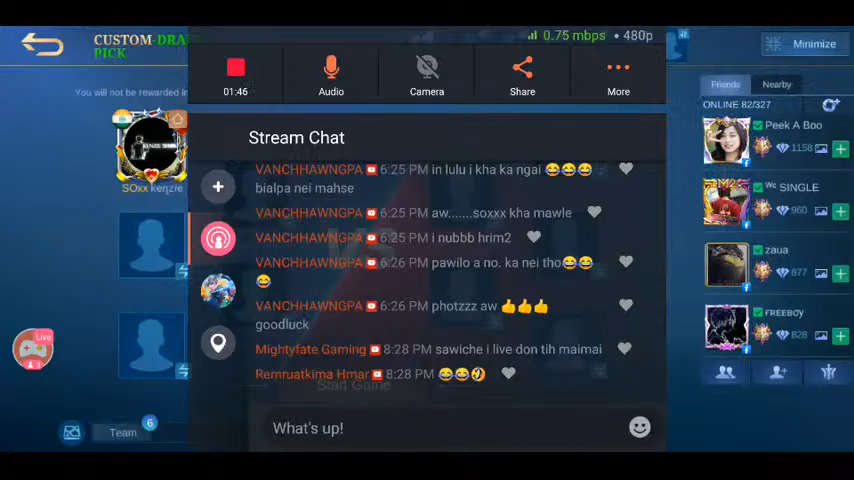 0.75 mbps • 480p
CUSTOM-DRA
PICK
Minimize
01:46
Audio
Camera
Share
More
You will not be rewarded in
Friends
Nearby
ONLINE 82/327
Stream Chat
Peek A Boo
1158
VANCHHAWNGPA 6:25 PM in lulu i kha ka ngai 😂😂😂
bialpa nei mahse
SOxx kenzie
SINGLE
960
VANCHHAWNGPA 6:25 PM aw.......soxxx kha mawle
VANCHHAWNGPA 6:25 PM i nubbb hrim2
VANCHHAWNGPA 6:26 PM pawilo a no. ka nei tho😂😂
😂
zaua
877
VANCHHAWNGPA 6:26 PM photzzz aw 👍👍👍
goodluck
FREEBOY
828
Live
Mightyfate Gaming 8:28 PM sawiche i live don tih maimai
Remruatkima Hmar 8:28 PM 😂😂🤣
Start Game
What's up!
Team
6